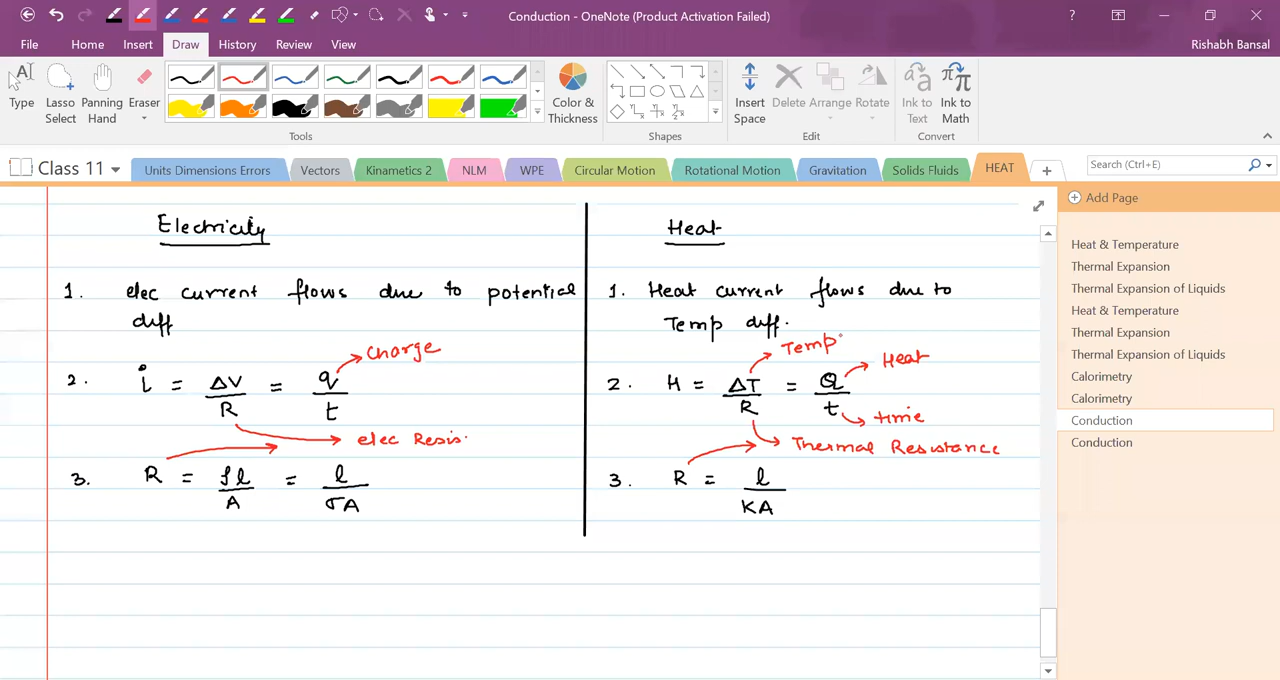 Conduction - OneNote (Product Activation Failed)
File Home Insert Draw History Review View
Rishabh Bansal
Type
Lasso Select
Panning Hand
Eraser
Color & Thickness
Insert Space
Delete
Arrange
Rotate
Ink to Text
Ink to Math
Tools
Shapes
Edit
Convert
Class 11
Units Dimensions Errors
Vectors
Kinametics 2
NLM
WPE
Circular Motion
Rotational Motion
Gravitation
Solids Fluids
HEAT
Search (Ctrl+E)
Add Page
Heat & Temperature
Thermal Expansion
Thermal Expansion of Liquids
Heat & Temperature
Thermal Expansion
Thermal Expansion of Liquids
Calorimetry
Calorimetry
Conduction
Conduction
Electricity
1. elec current flows due to potential
diff
charge
2. i = ΔV/R = q/t
elec Resis.
3. R = ρl/A = l/σA
Heat
1. Heat current flows due to
Temp diff.
Temp
Heat
2. H = ΔT/R = Q/t
time
Thermal Resistance
3. R = l/KA